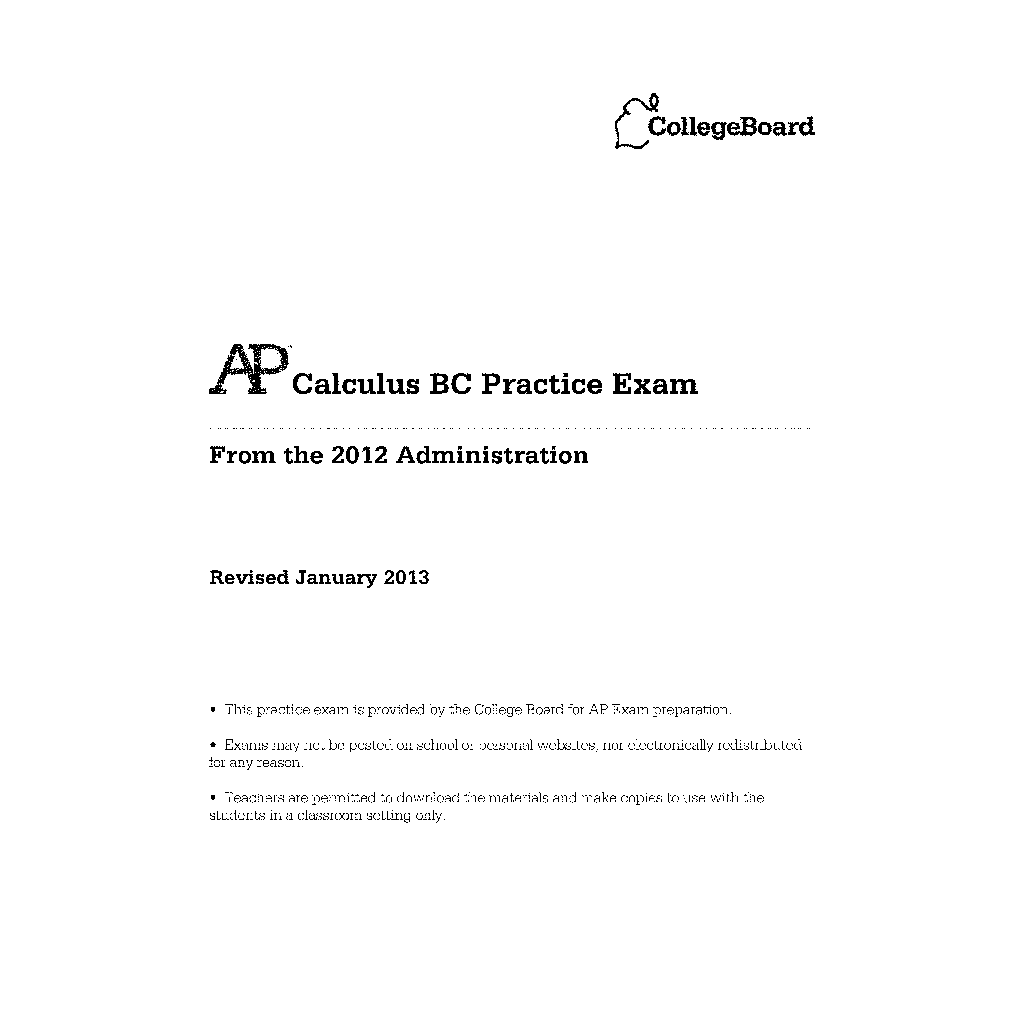 CollegeBoard
AP Calculus BC Practice Exam
From the 2012 Administration
Revised January 2013
• This practice exam is provided by the College Board for AP Exam preparation.
• Exams may not be posted on school or personal websites, nor electronically redistributed
for any reason.
• Teachers are permitted to download the materials and make copies to use with the
students in a classroom setting only.